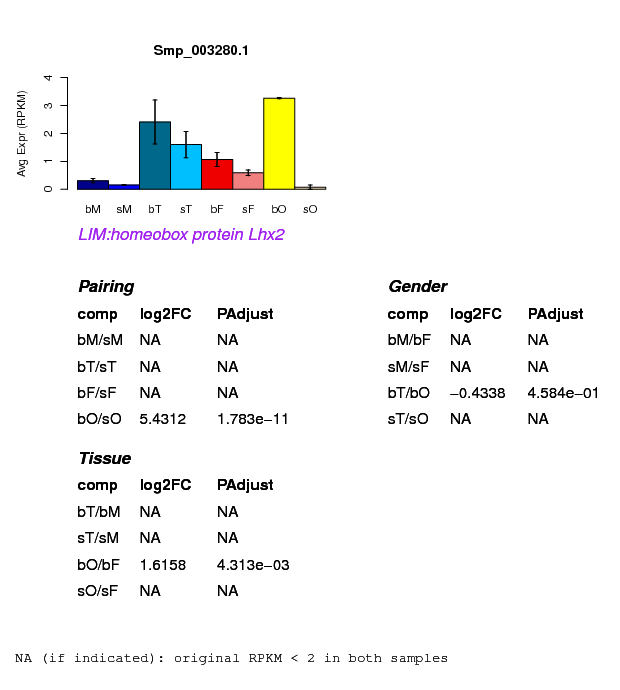 Smp_003280.1
Avg Expr (RPKM)
4
3
2
1
0
bM sM bT sT bF sF bO sO
LIM:homeobox protein Lhx2
Pairing
comp log2FC PAdjust
bM/sM NA NA
bT/sT NA NA
bF/sF NA NA
bO/sO 5.4312 1.783e−11
Gender
comp log2FC PAdjust
bM/bF NA NA
sM/sF NA NA
bT/bO −0.4338 4.584e−01
sT/sO NA NA
Tissue
comp log2FC PAdjust
bT/bM NA NA
sT/sM NA NA
bO/bF 1.6158 4.313e−03
sO/sF NA NA
NA (if indicated): original RPKM < 2 in both samples